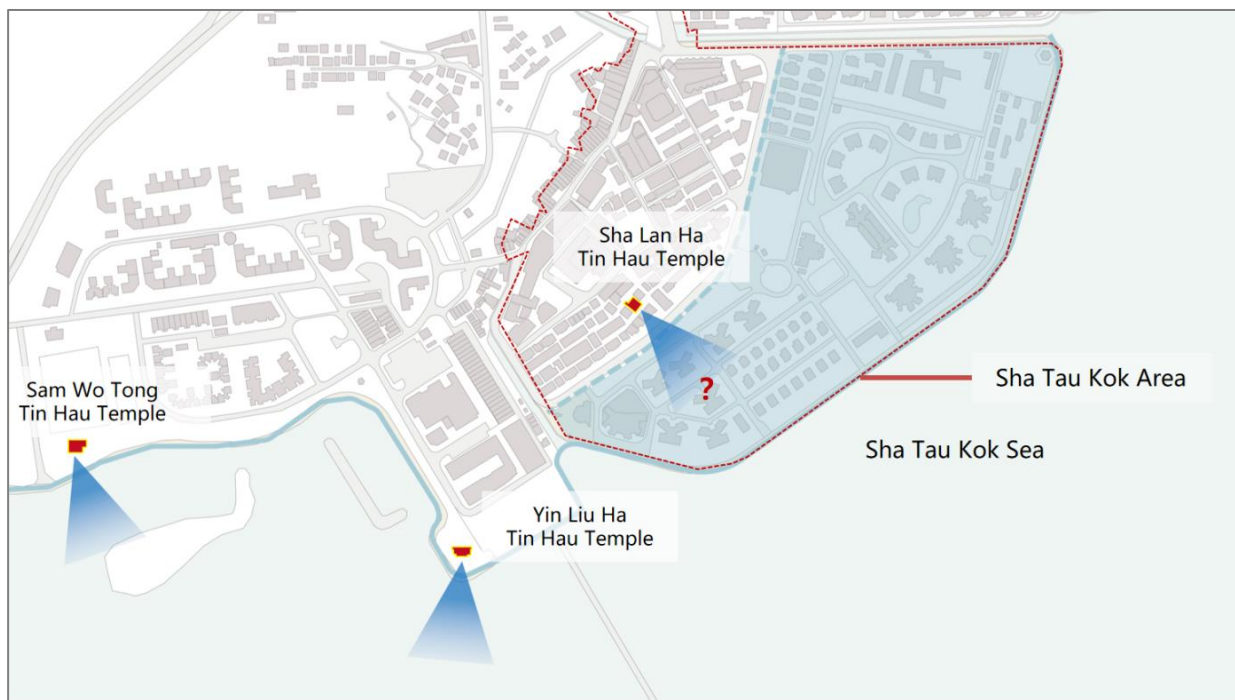 Sha Lan Ha
Tin Hau Temple
?
Sha Tau Kok Area
Sam Wo Tong
Tin Hau Temple
Sha Tau Kok Sea
Yin Liu Ha
Tin Hau Temple